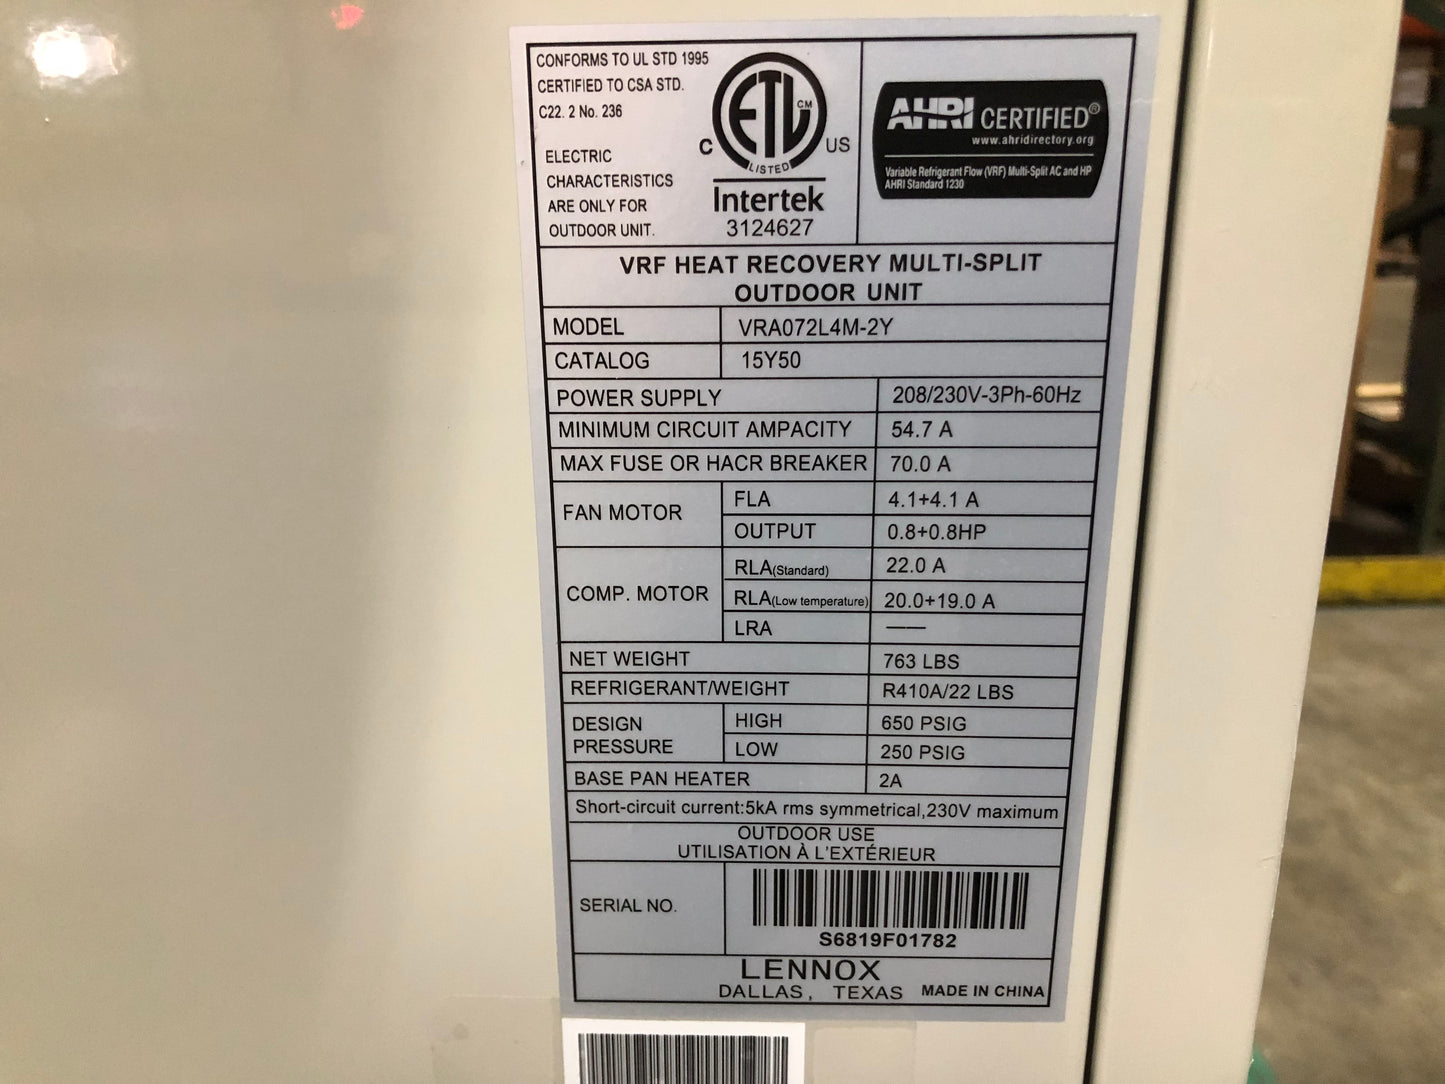 CONFORMS TO UL STD 1995
CERTIFIED TO CSA STD.
C22. 2 No. 236
ELECTRIC
CHARACTERISTICS
ARE ONLY FOR
OUTDOOR UNIT.
ETL CM
LISTED
C US
Intertek
3124627
AHRI CERTIFIED®
www.ahridirectory.org
Variable Refrigerant Flow (VRF) Multi-Split AC and HP
AHRI Standard 1230
VRF HEAT RECOVERY MULTI-SPLIT
OUTDOOR UNIT
MODEL VRA072L4M-2Y
CATALOG 15Y50
POWER SUPPLY 208/230V-3Ph-60Hz
MINIMUM CIRCUIT AMPACITY 54.7 A
MAX FUSE OR HACR BREAKER 70.0 A
FAN MOTOR
FLA 4.1+4.1 A
OUTPUT 0.8+0.8HP
COMP. MOTOR
RLA(Standard) 22.0 A
RLA(Low temperature) 20.0+19.0 A
LRA ——
NET WEIGHT 763 LBS
REFRIGERANT/WEIGHT R410A/22 LBS
DESIGN
PRESSURE
HIGH 650 PSIG
LOW 250 PSIG
BASE PAN HEATER 2A
Short-circuit current:5kA rms symmetrical,230V maximum
OUTDOOR USE
UTILISATION À L'EXTÉRIEUR
SERIAL NO.
S6819F01782
LENNOX
DALLAS, TEXAS MADE IN CHINA